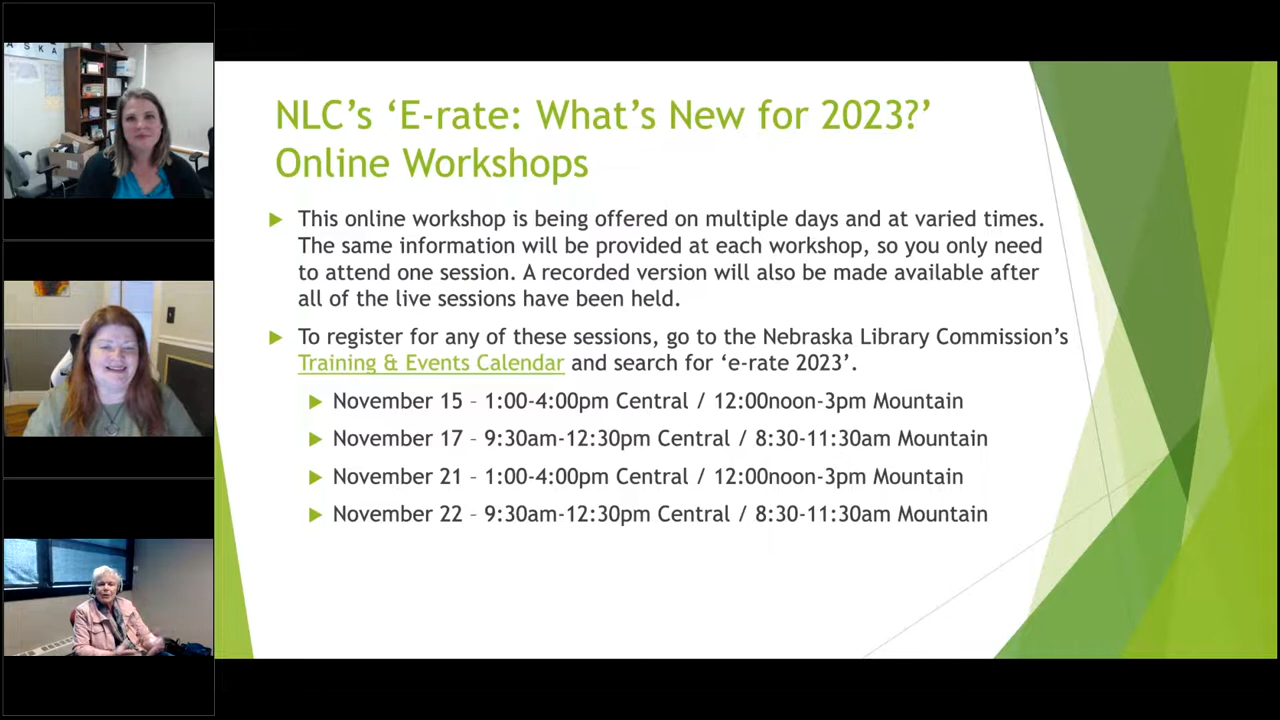 ASKA
NLC's 'E-rate: What's New for 2023?'
Online Workshops
This online workshop is being offered on multiple days and at varied times.
The same information will be provided at each workshop, so you only need
to attend one session. A recorded version will also be made available after
all of the live sessions have been held.
To register for any of these sessions, go to the Nebraska Library Commission's
Training & Events Calendar and search for 'e-rate 2023'.
November 15 – 1:00-4:00pm Central / 12:00noon-3pm Mountain
November 17 – 9:30am-12:30pm Central / 8:30-11:30am Mountain
November 21 – 1:00-4:00pm Central / 12:00noon-3pm Mountain
November 22 – 9:30am-12:30pm Central / 8:30-11:30am Mountain